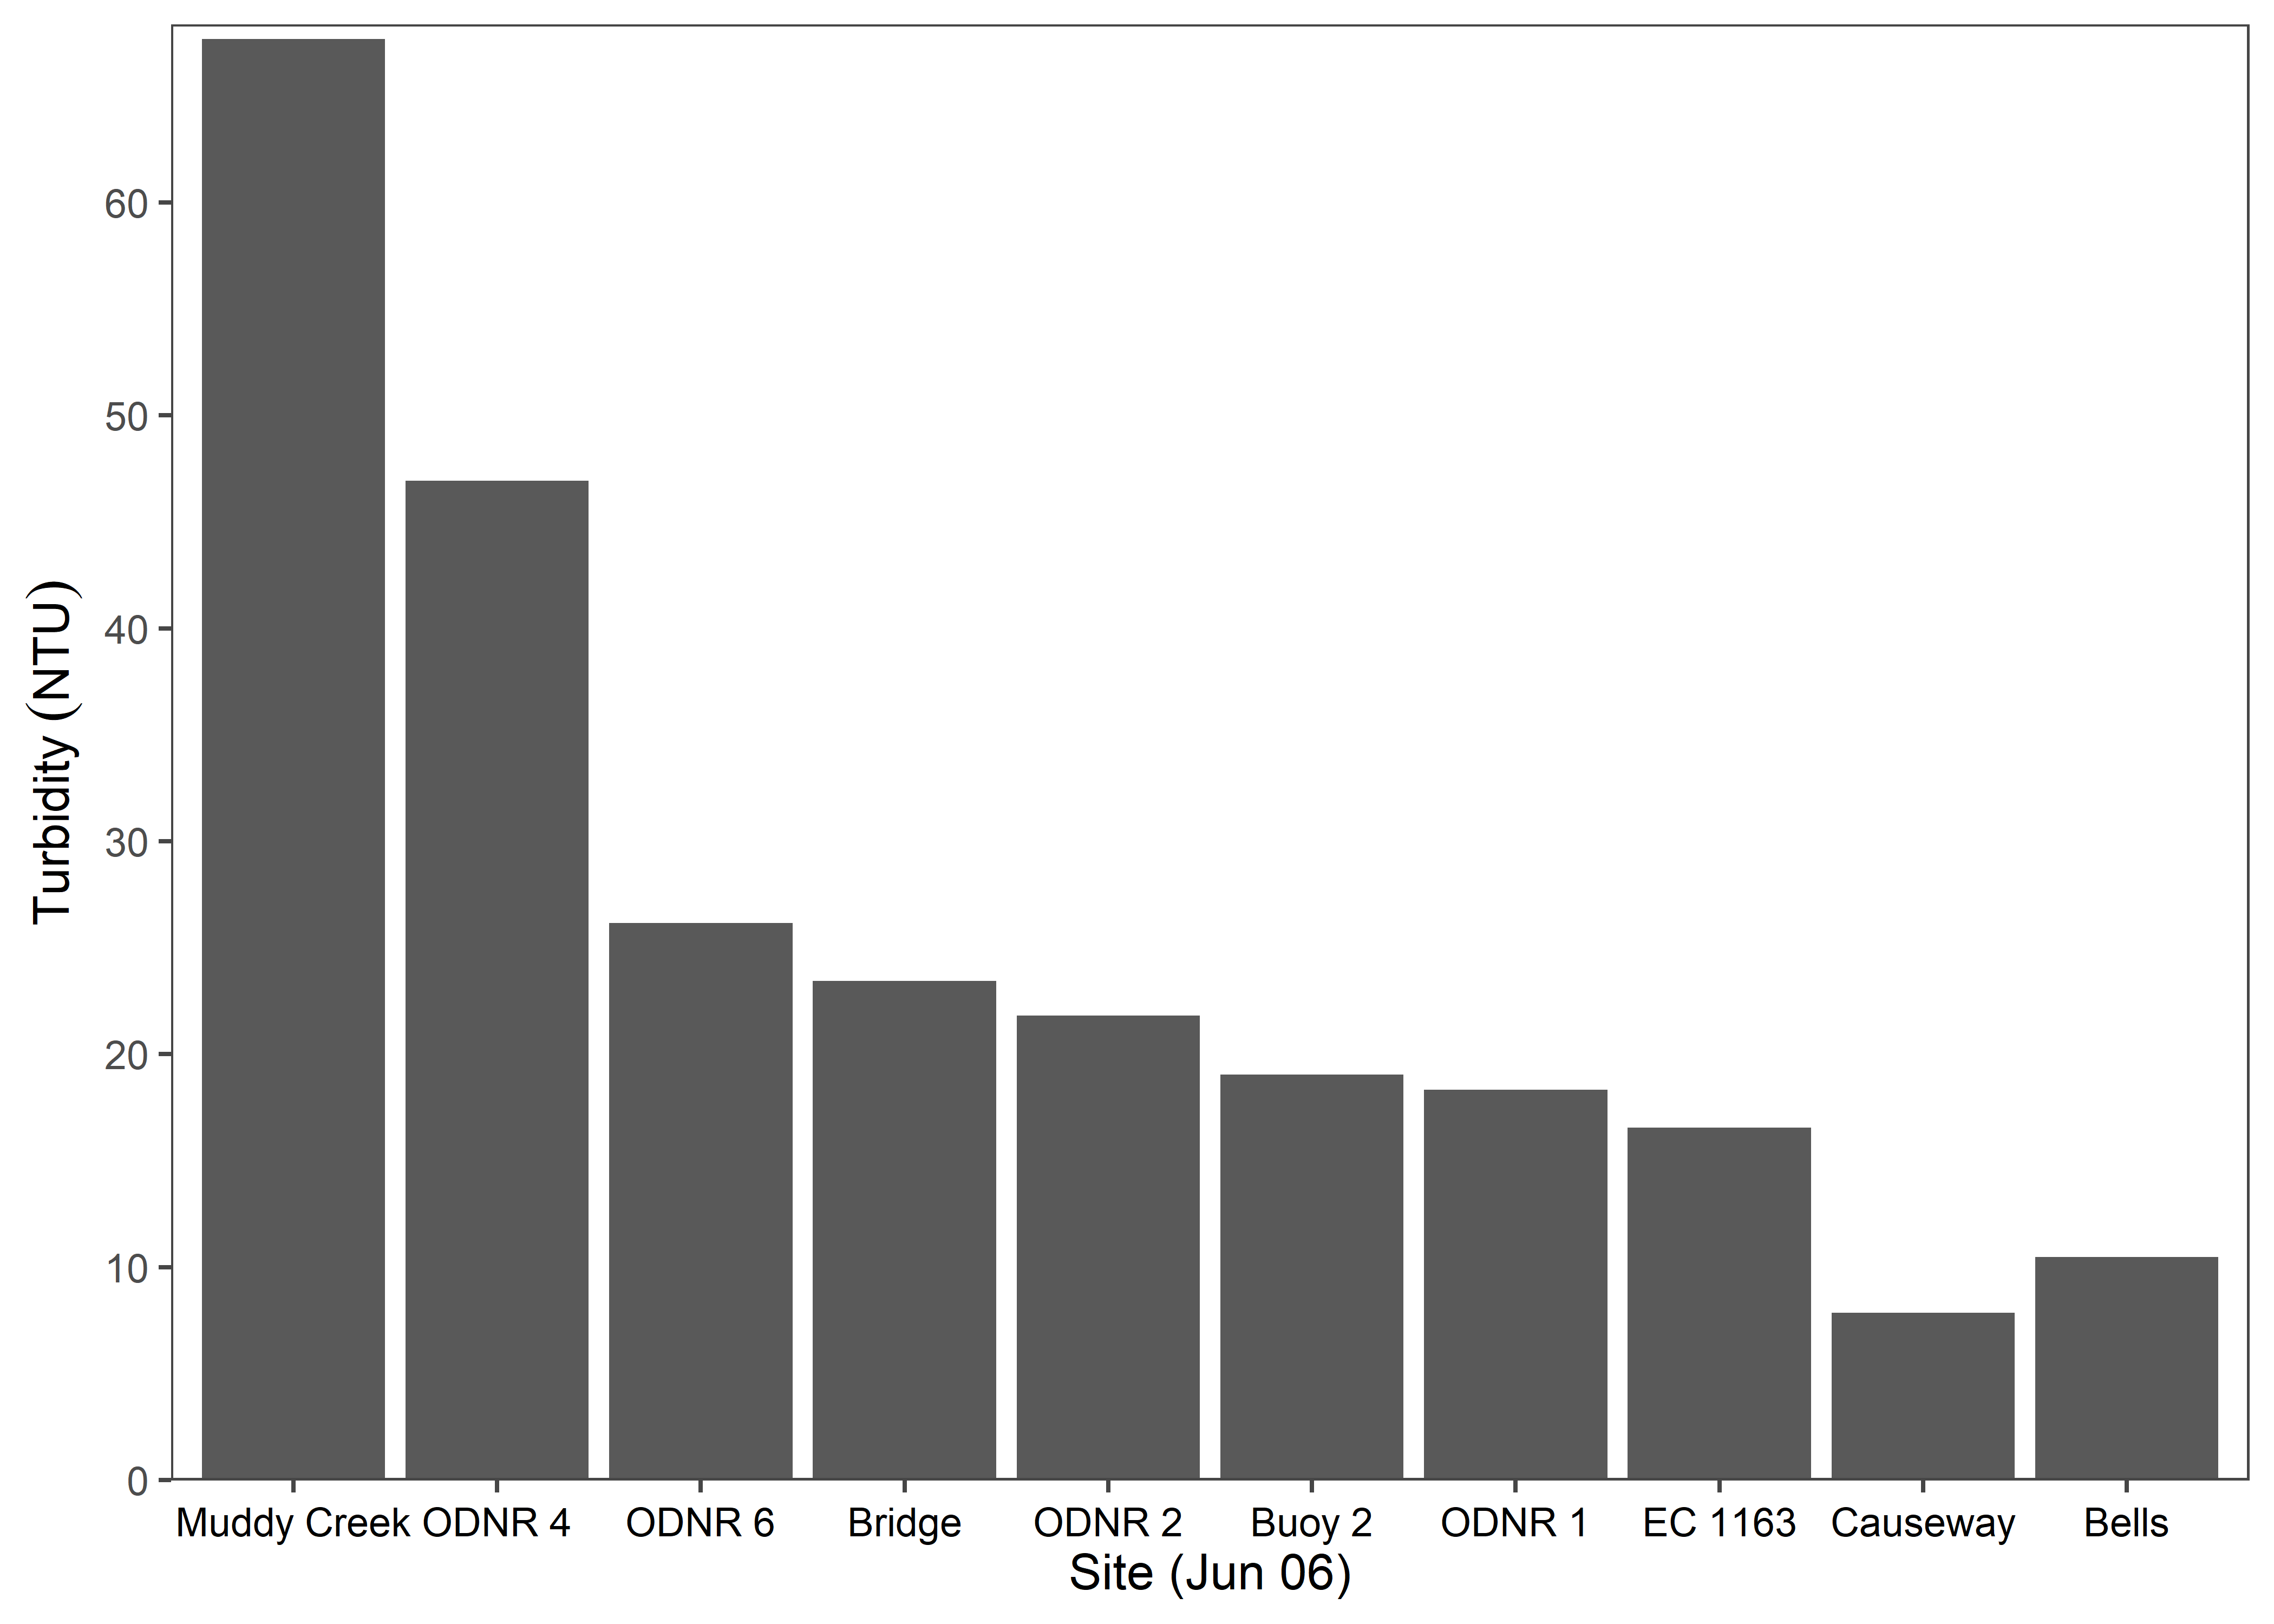 Turbidity (NTU)
60
50
40
30
20
10
0
Muddy Creek ODNR 4 ODNR 6 Bridge ODNR 2 Buoy 2 ODNR 1 EC 1163 Causeway Bells
Site (Jun 06)